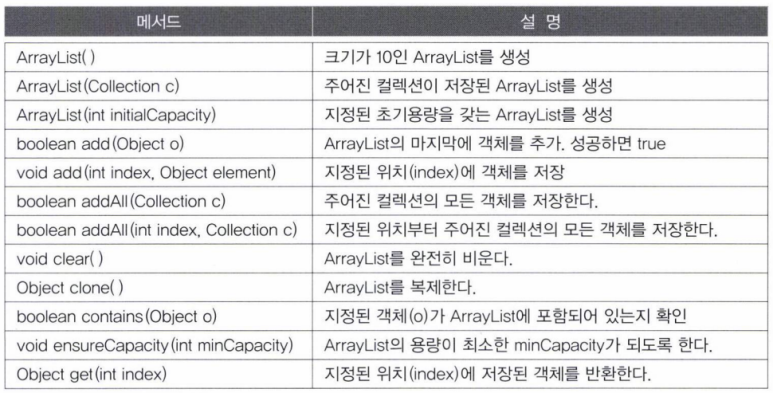 메서드 설 명
ArrayList( ) 크기가 10인 ArrayList를 생성
ArrayList(Collection c) 주어진 컬렉션이 저장된 ArrayList를 생성
ArrayList(int initialCapacity) 지정된 초기용량을 갖는 ArrayList를 생성
boolean add(Object o) ArrayList의 마지막에 객체를 추가. 성공하면 true
void add(int index, Object element) 지정된 위치(index)에 객체를 저장
boolean addAll(Collection c) 주어진 컬렉션의 모든 객체를 저장한다.
boolean addAll(int index, Collection c) 지정된 위치부터 주어진 컬렉션의 모든 객체를 저장한다.
void clear( ) ArrayList를 완전히 비운다.
Object clone( ) ArrayList를 복제한다.
boolean contains(Object o) 지정된 객체(o)가 ArrayList에 포함되어 있는지 확인
void ensureCapacity(int minCapacity) ArrayList의 용량이 최소한 minCapacity가 되도록 한다.
Object get(int index) 지정된 위치(index)에 저장된 객체를 반환한다.